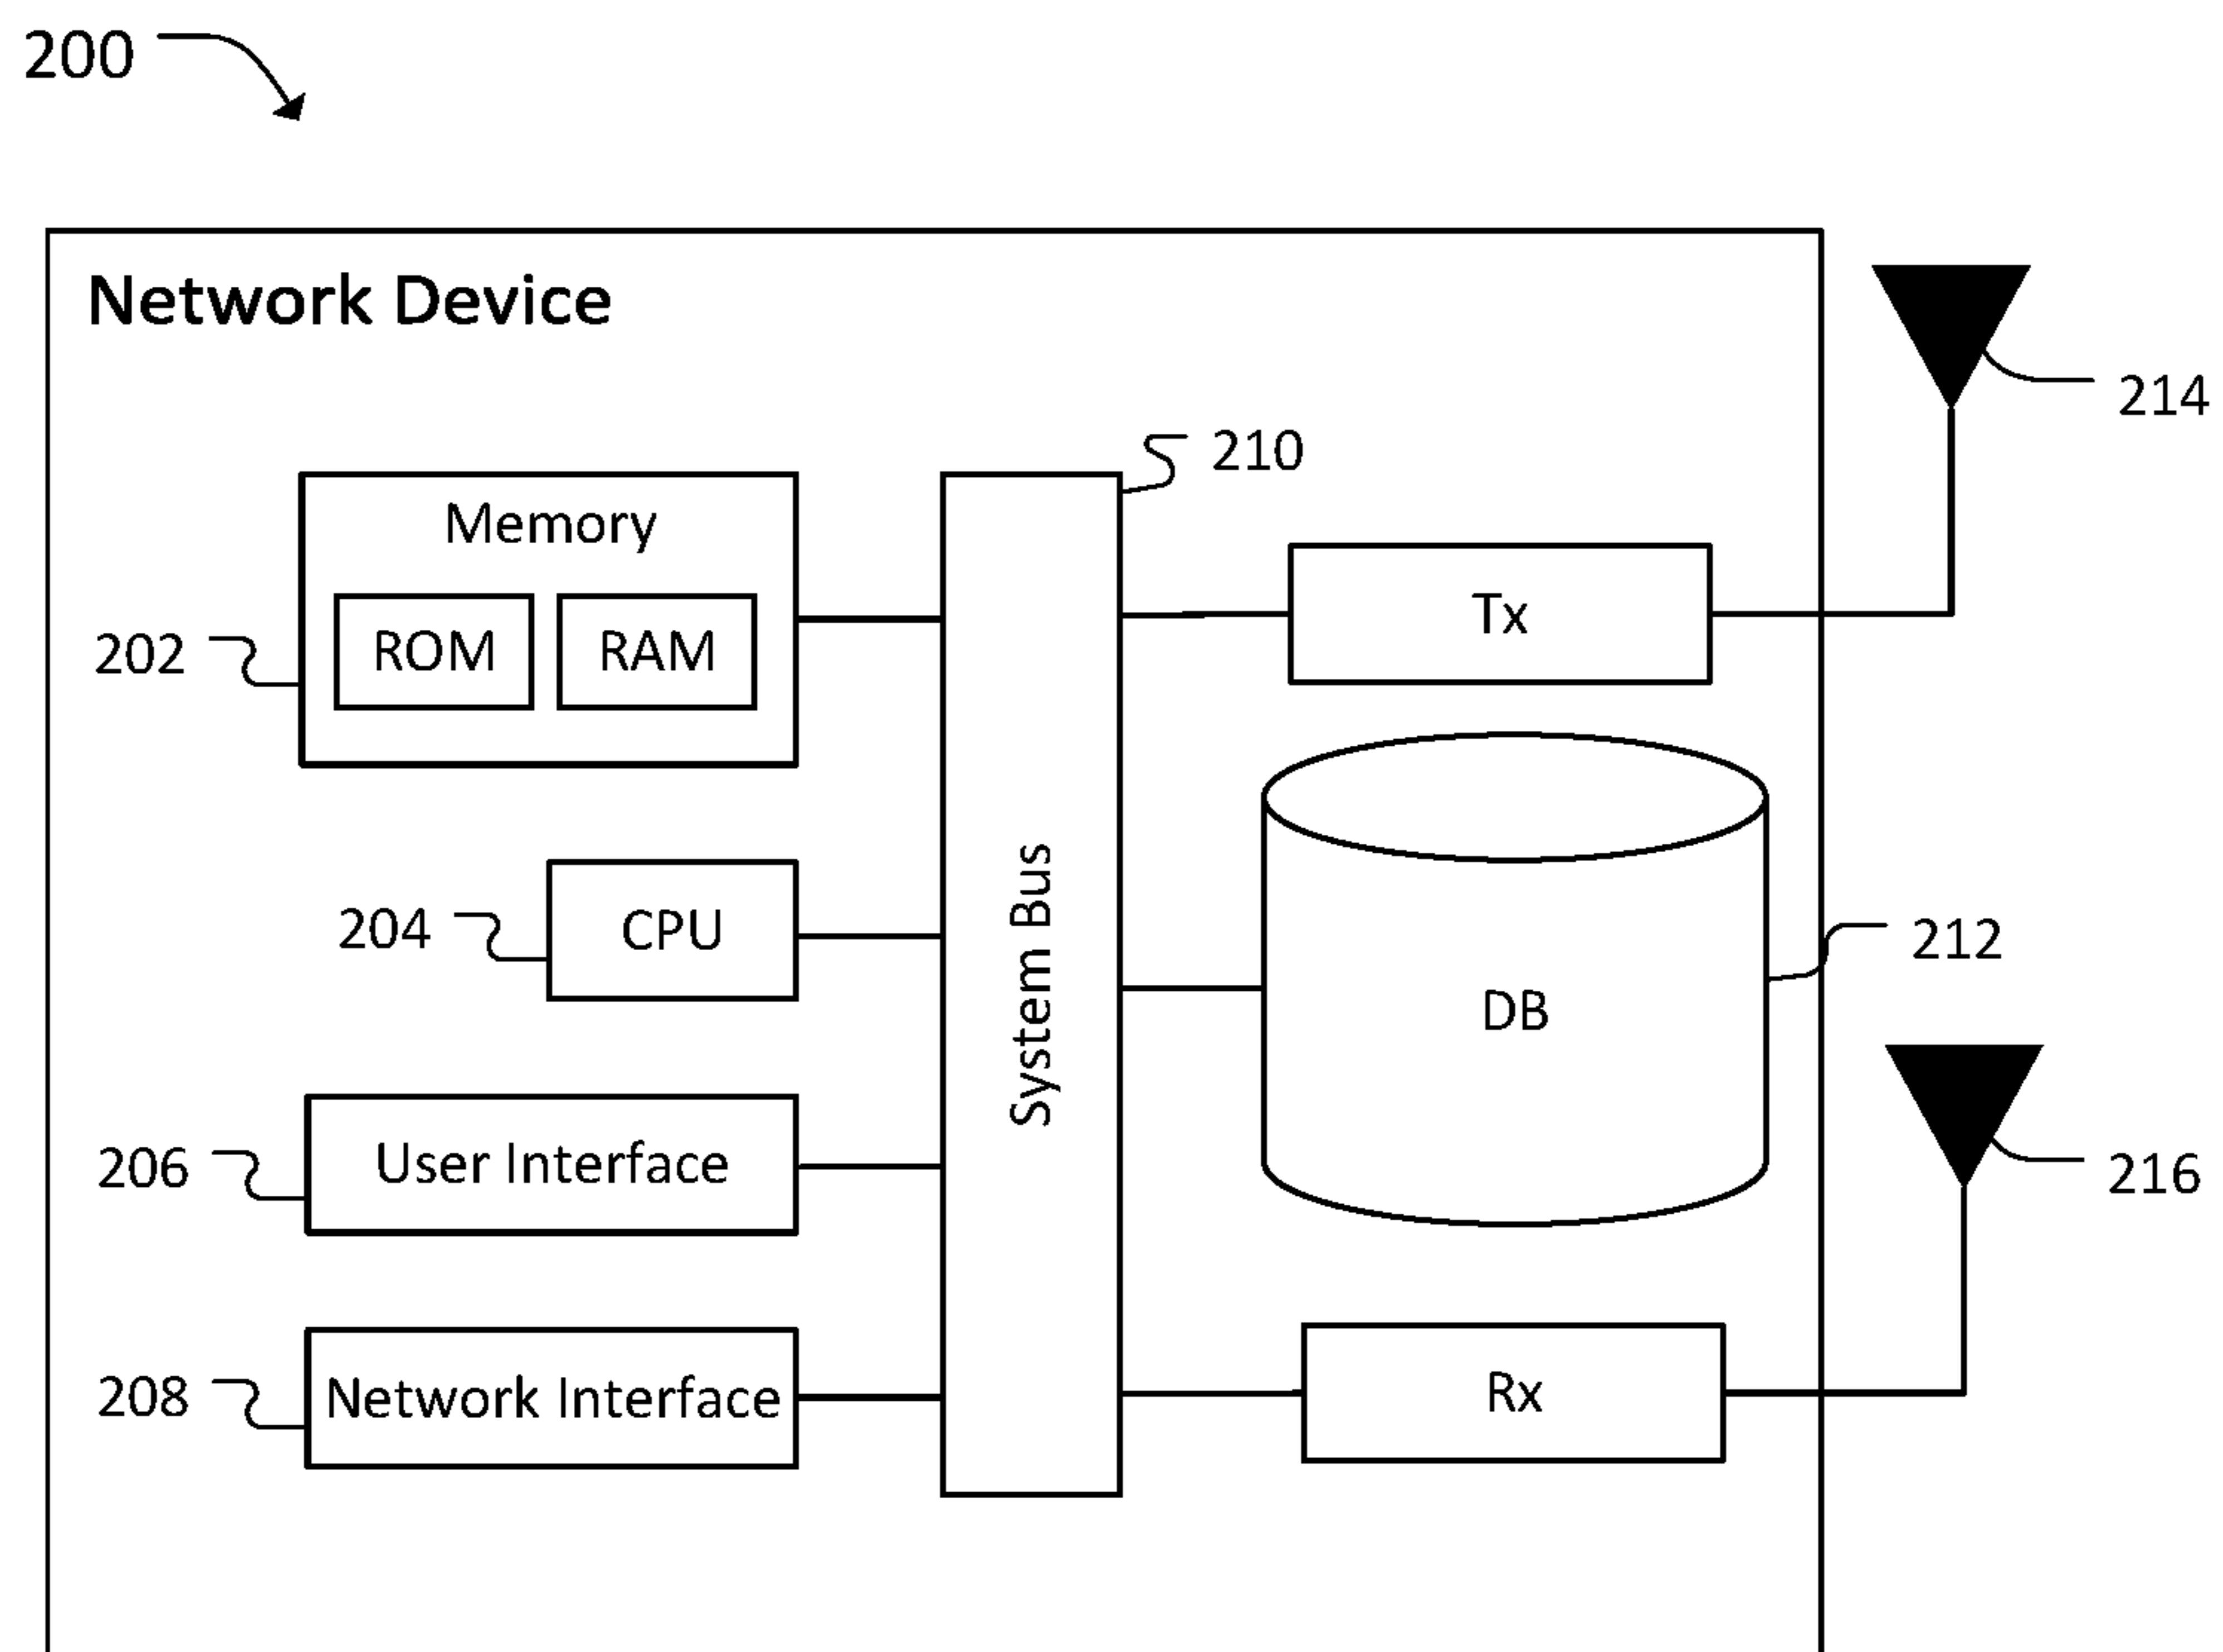 200
Network Device
214
210
Memory
Tx
ROM
RAM
202
System Bus
204
CPU
212
DB
206
User Interface
216
208
Network Interface
Rx